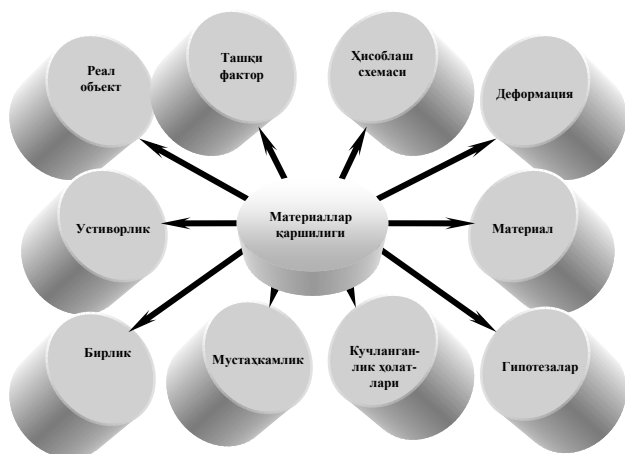 Реал
объект
Ташқи
фактор
Ҳисоблаш
схемаси
Деформация
Устиворлик
Материаллар
қаршилиги
Материал
Бирлик
Мустаҳкамлик
Кучланган-
лик ҳолат-
лари
Гипотезалар